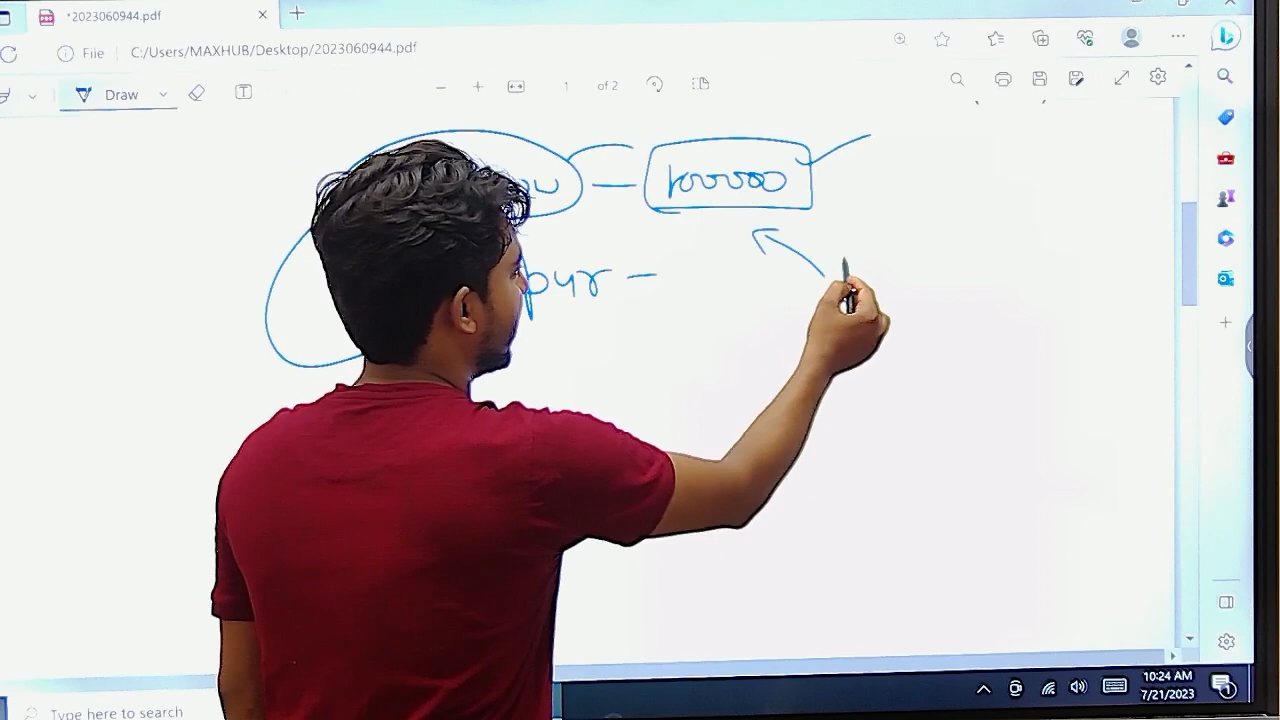 *2023060944.pdf
File C:/Users/MAXHUB/Desktop/2023060944.pdf
Draw 1 of 2
pur -
10:24 AM
7/21/2023
Type here to search